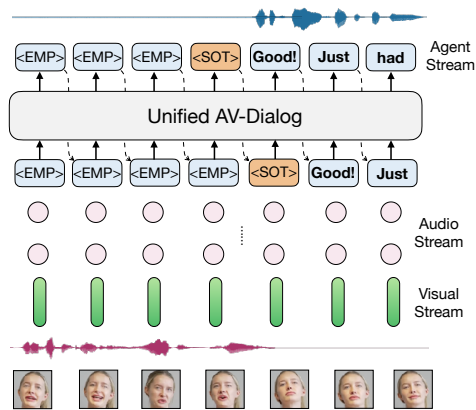 <EMP> <EMP> <EMP> <SOT> Good! Just had
Agent
Stream
Unified AV-Dialog
<EMP> <EMP> <EMP> <EMP> <SOT> Good! Just
Audio
Stream
Visual
Stream